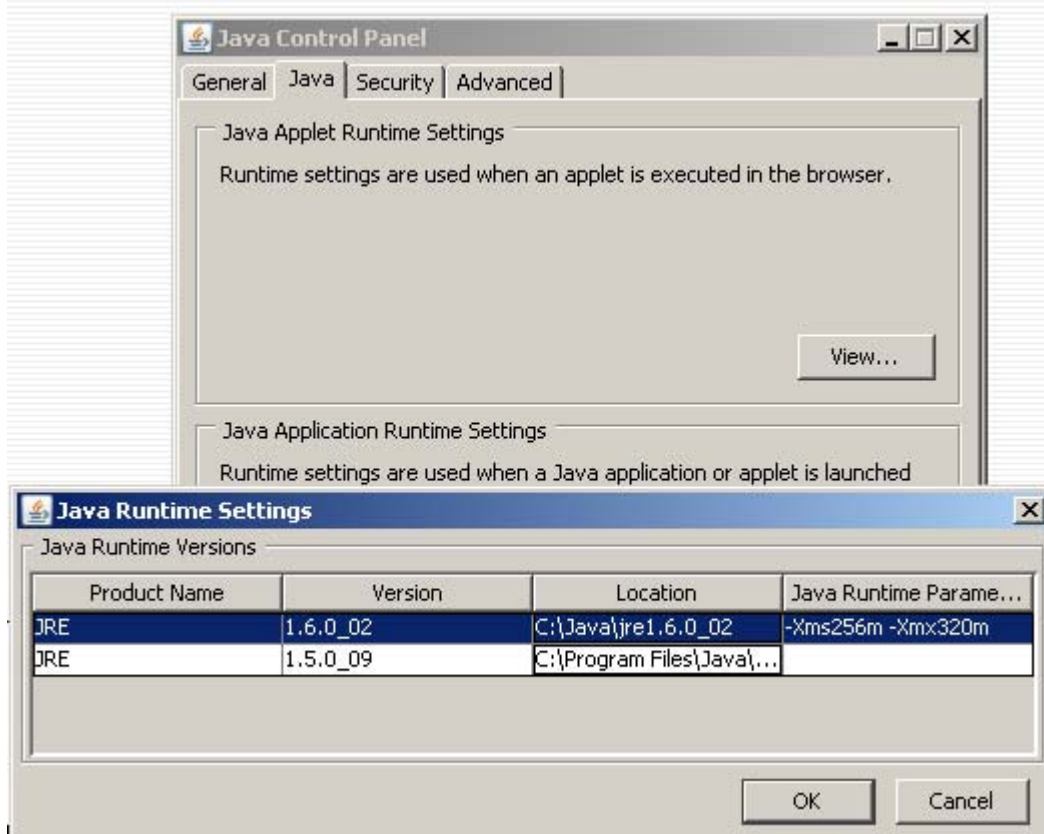 Java Control Panel
General Java Security Advanced
Java Applet Runtime Settings
Runtime settings are used when an applet is executed in the browser.
View...
Java Application Runtime Settings
Runtime settings are used when a Java application or applet is launched
Java Runtime Settings
Java Runtime Versions
Product Name Version Location Java Runtime Parame...
JRE 1.6.0_02 C:\Java\jre1.6.0_02 -Xms256m -Xmx320m
JRE 1.5.0_09 C:\Program Files\Java\...
OK Cancel